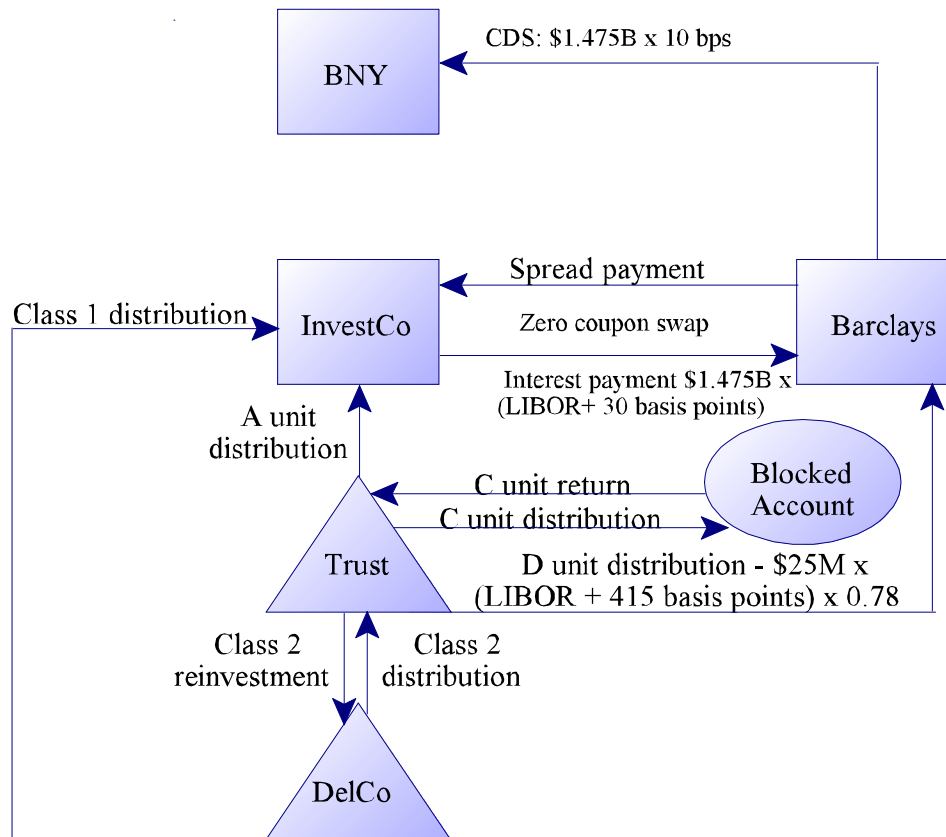 CDS: $1.475B x 10 bps
BNY
Spread payment
Class 1 distribution
InvestCo
Zero coupon swap
Barclays
Interest payment $1.475B x
(LIBOR+ 30 basis points)
A unit
distribution
Blocked
Account
C unit return
C unit distribution
Trust
D unit distribution - $25M x
(LIBOR + 415 basis points) x 0.78
Class 2
reinvestment
Class 2
distribution
DelCo